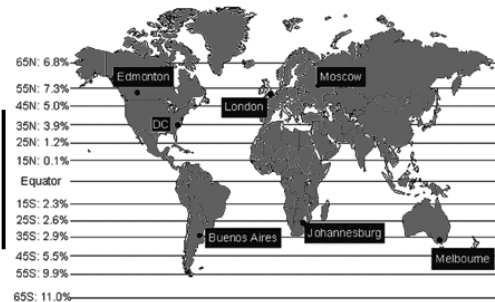 65N: 6.8%
Edmonton
Moscow
55N: 7.3%
London
45N: 5.0%
DC
35N: 3.9%
25N: 1.2%
15N: 0.1%
Equator
15S: 2.3%
25S: 2.6%
Johannesburg
35S: 2.9%
Buenos Aires
Melbourne
45S: 5.5%
55S: 9.9%
65S: 11.0%